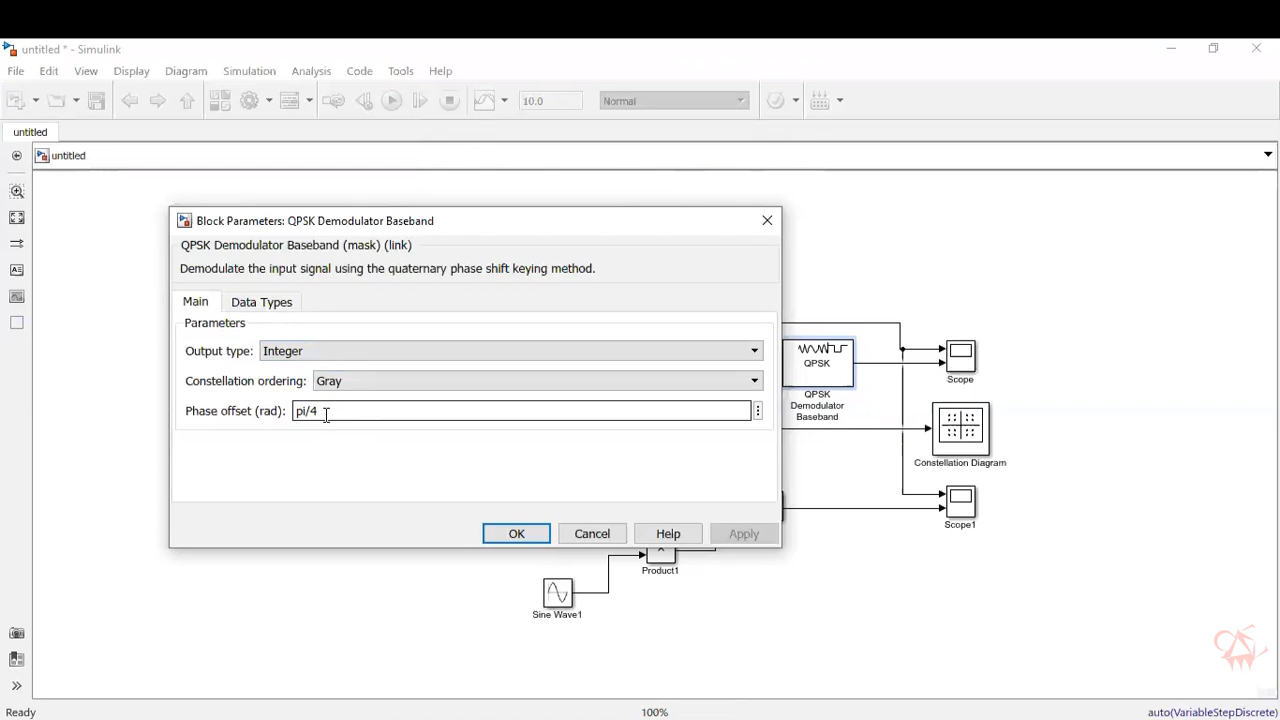 untitled * - Simulink
File Edit View Display Diagram Simulation Analysis Code Tools Help
10.0 Normal
untitled
untitled
Block Parameters: QPSK Demodulator Baseband
QPSK Demodulator Baseband (mask) (link)
Demodulate the input signal using the quaternary phase shift keying method.
Main Data Types
Parameters
Output type: Integer
Constellation ordering: Gray
Phase offset (rad): pi/4
OK Cancel Help Apply
QPSK
QPSK
Demodulator
Baseband
Scope
Constellation Diagram
Scope1
Product1
Sine Wave1
Ready 100% auto(VariableStepDiscrete)